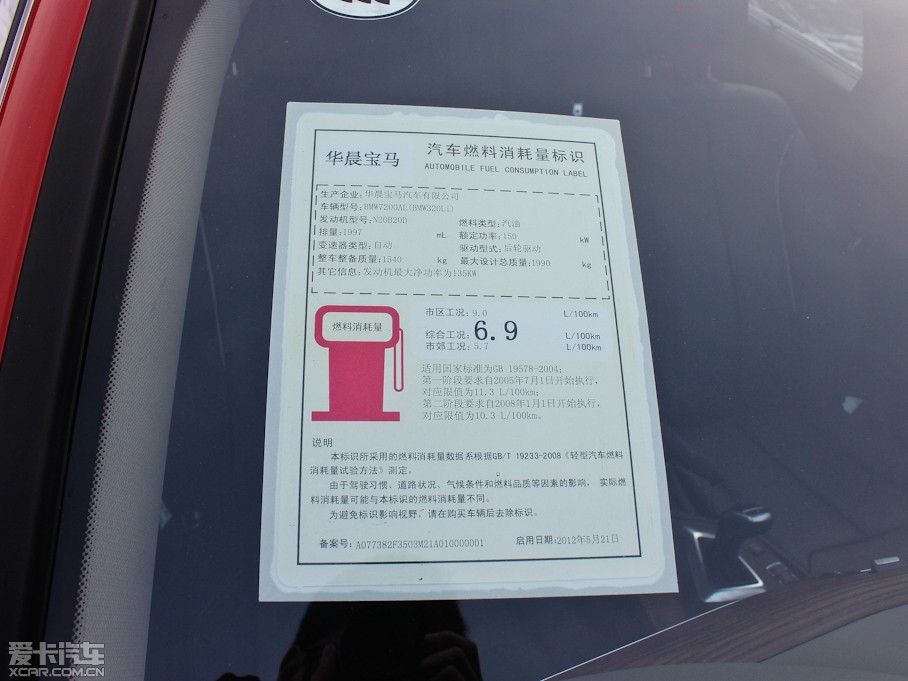 华晨宝马
汽车燃料消耗量标识
AUTOMOBILE FUEL CONSUMPTION LABEL
生产企业:华晨宝马汽车有限公司
车辆型号:BMW7200AL(BMW320Li)
发动机型号:N20B20D 燃料类型:汽油
排量:1997 mL 额定功率:150 kW
变速器类型:自动 驱动型式:后轮驱动
整车整备质量:1540 kg 最大设计总质量:1990 kg
其它信息:发动机最大净功率为135KW
燃料消耗量
市区工况:9.0 L/100km
综合工况:6.9 L/100km
市郊工况:5.7 L/100km
适用国家标准为GB 19578-2004;
第一阶段要求自2005年7月1日开始执行,
对应限值为11.3 L/100km;
第二阶段要求自2008年1月1日开始执行,
对应限值为10.3 L/100km。
说明
本标识所采用的燃料消耗量数据系根据GB/T 19233-2008《轻型汽车燃料
消耗量试验方法》测定。
由于驾驶习惯、道路状况、气候条件和燃料品质等因素的影响, 实际燃
料消耗量可能与本标识的燃料消耗量不同。
为避免标识影响视野,请在购买车辆后去除标识。
备案号:A077382F3503M21A010000001 启用日期:2012年5月21日
爱卡汽车
XCAR.COM.CN